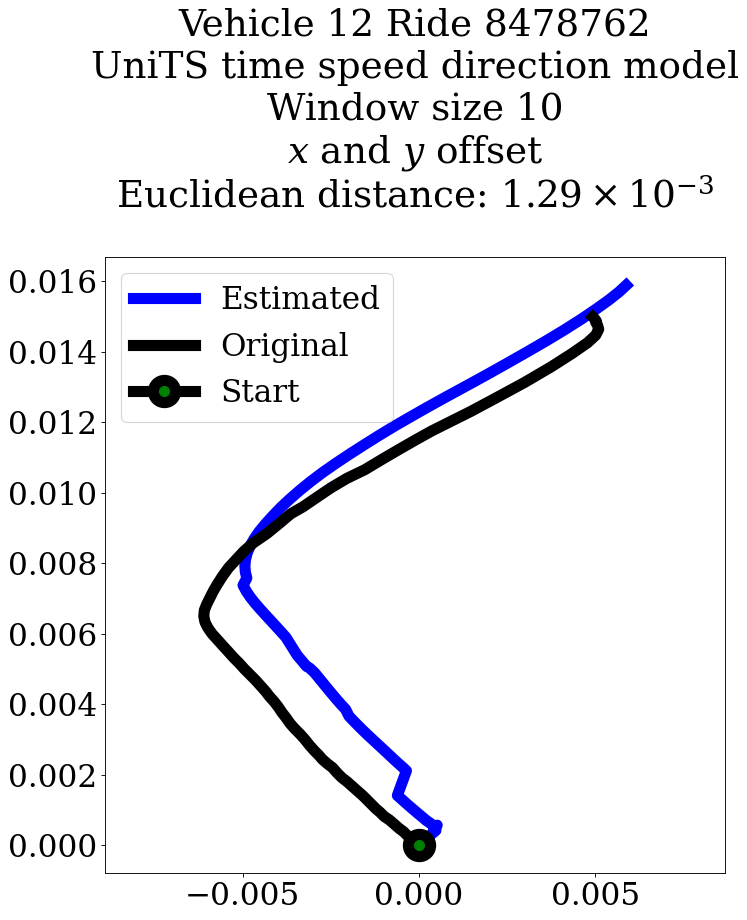 Vehicle 12 Ride 8478762
UniTS time speed direction model
Window size 10
x and y offset
Euclidean distance: 1.29 × 10⁻³
Estimated
Original
Start
0.016
0.014
0.012
0.010
0.008
0.006
0.004
0.002
0.000
−0.005 0.000 0.005